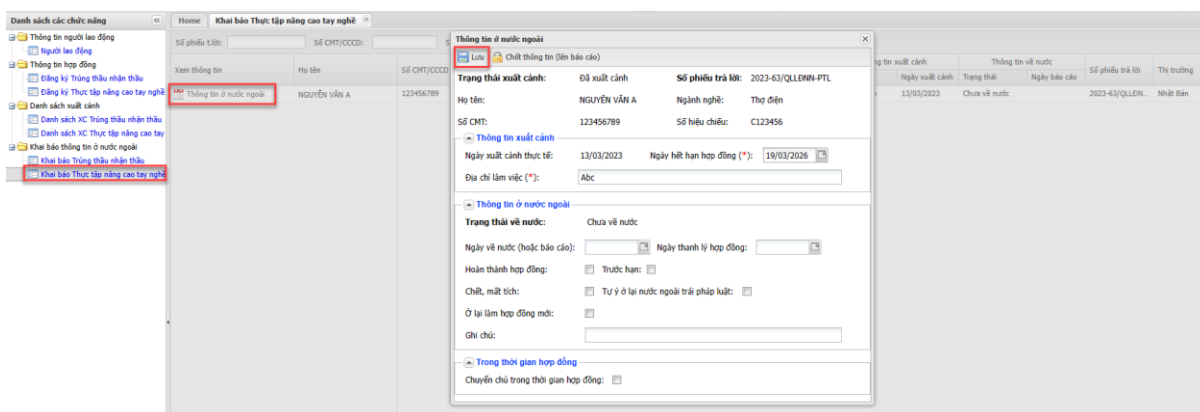 Danh sách các chức năng
Thông tin người lao động
Người lao động
Thông tin hợp đồng
Đăng ký Trúng thầu nhận thầu
Đăng ký Thực tập nâng cao tay nghề
Danh sách xuất cảnh
Danh sách XC Trúng thầu nhận thầu
Danh sách XC Thực tập nâng cao tay
Khai báo thông tin ở nước ngoài
Khai báo Trúng thầu nhận thầu
Khai báo Thực tập nâng cao tay nghề
Home Khai báo Thực tập nâng cao tay nghề
Số phiếu t.lời: Số CMT/CCCD: S
Xem thông tin Họ tên Số CMT/CCCD
Thông tin ở nước ngoài NGUYỄN VĂN A 123456789
Thông tin ở nước ngoài
Lưu Chốt thông tin (lên báo cáo)
Trạng thái xuất cảnh: Đã xuất cảnh Số phiếu trả lời: 2023-63/QLLĐNN-PTL
Họ tên: NGUYỄN VĂN A Ngành nghề: Thợ điện
Số CMT: 123456789 Số hiệu chiếu: C123456
Thông tin xuất cảnh
Ngày xuất cảnh thực tế: 13/03/2023 Ngày hết hạn hợp đồng (*): 19/03/2026
Địa chỉ làm việc (*): Abc
Thông tin ở nước ngoài
Trạng thái về nước: Chưa về nước
Ngày về nước (hoặc báo cáo): Ngày thanh lý hợp đồng:
Hoàn thành hợp đồng: Trước hạn:
Chết, mất tích: Tự ý ở lại nước ngoài trái pháp luật:
Ở lại làm hợp đồng mới:
Ghi chú:
Trong thời gian hợp đồng
Chuyển chủ trong thời gian hợp đồng:
ng tin xuất cảnh Thông tin về nước Số phiếu trả lời Thị trường
Ngày xuất cảnh Trạng thái Ngày báo cáo
13/03/2023 Chưa về nước 2023-63/QLLĐN... Nhật Bản